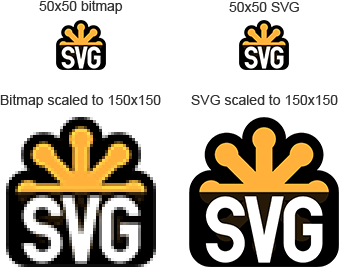 50x50 bitmap
50x50 SVG
SVG
SVG
Bitmap scaled to 150x150
SVG scaled to 150x150
SVG
SVG